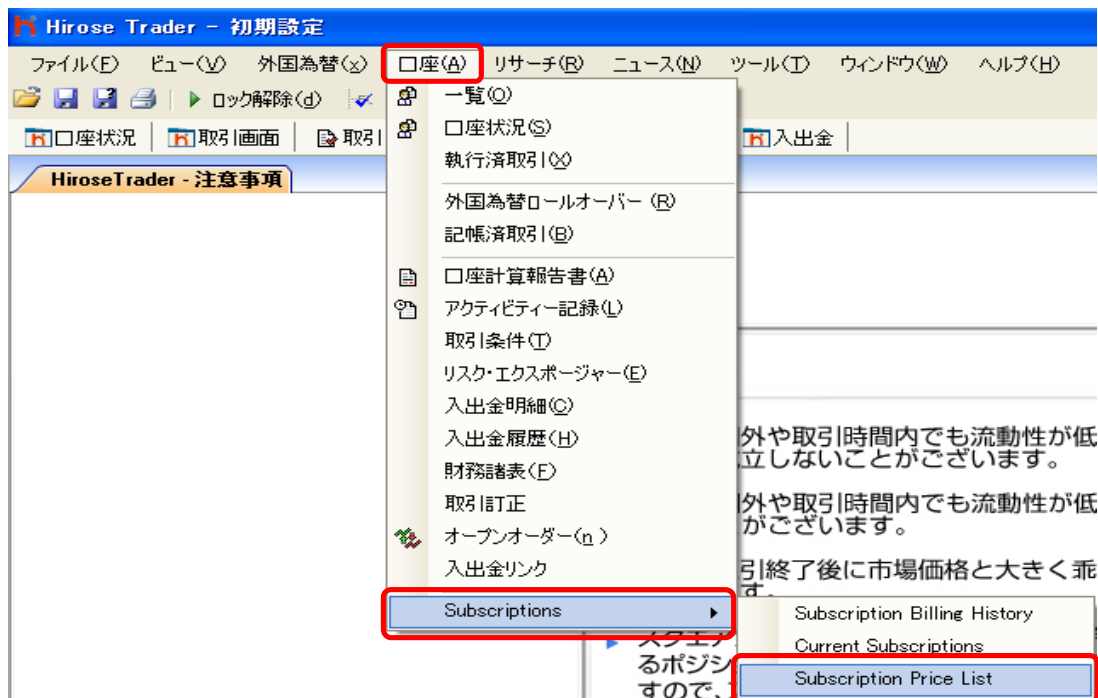 Hirose Trader - 初期設定
ファイル(F) ビュー(V) 外国為替(x) 口座(A) リサーチ(R) ニュース(N) ツール(T) ウィンドウ(W) ヘルプ(H)
ロック解除(d)
口座状況 取引画面 取引 入出金
HiroseTrader - 注意事項
一覧(O)
口座状況(S)
執行済取引(X)
外国為替ロールオーバー (R)
記帳済取引(B)
口座計算報告書(A)
アクティビティー記録(L)
取引条件(T)
リスク・エクスポージャー(E)
入出金明細(C)
入出金履歴(H)
財務諸表(F)
取引訂正
オープンオーダー(n )
入出金リンク
Subscriptions
Subscription Billing History
Current Subscriptions
Subscription Price List
外や取引時間内でも流動性が低
立しないことがございます。
外や取引時間内でも流動性が低
がございます。
引終了後に市場価格と大きく乖
す。
スクエア
るポジシ
すので、